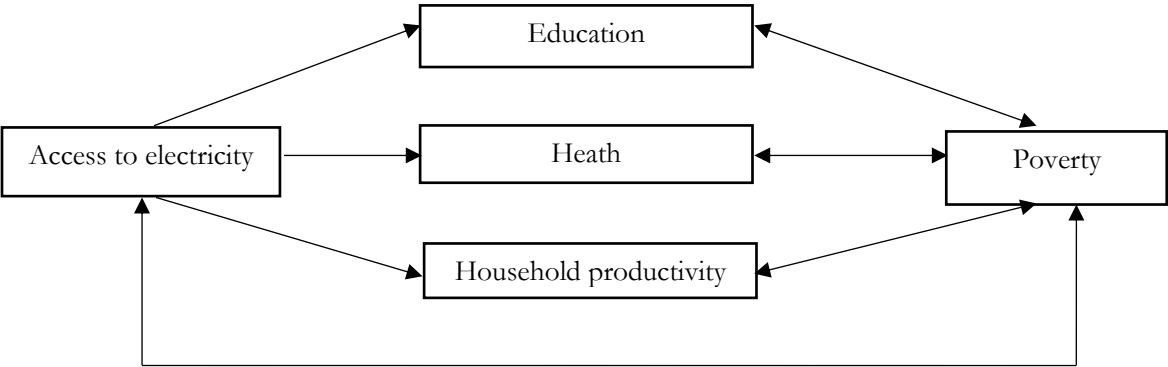 Education
Access to electricity
Heath
Poverty
Household productivity